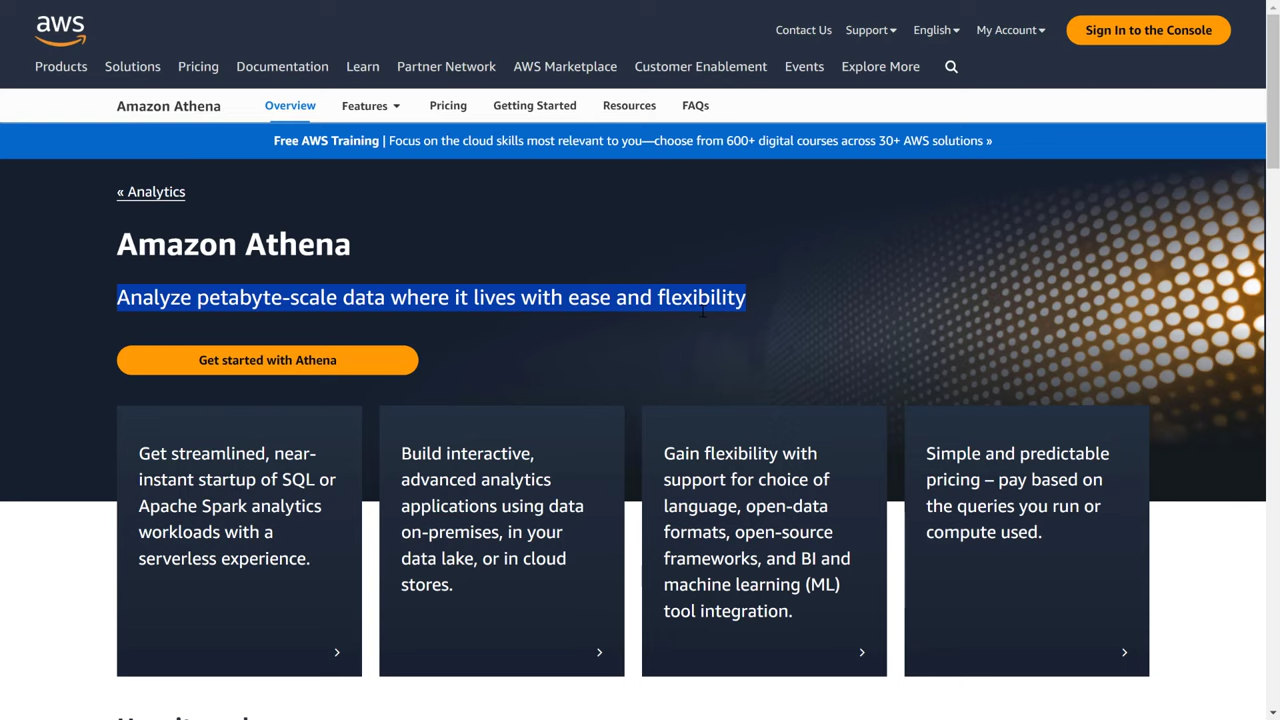 aws
Contact Us Support English My Account Sign In to the Console
Products Solutions Pricing Documentation Learn Partner Network AWS Marketplace Customer Enablement Events Explore More
Amazon Athena Overview Features Pricing Getting Started Resources FAQs
Free AWS Training | Focus on the cloud skills most relevant to you—choose from 600+ digital courses across 30+ AWS solutions »
« Analytics
Amazon Athena
Analyze petabyte-scale data where it lives with ease and flexibility
Get started with Athena
Get streamlined, near-
instant startup of SQL or
Apache Spark analytics
workloads with a
serverless experience.
Build interactive,
advanced analytics
applications using data
on-premises, in your
data lake, or in cloud
stores.
Gain flexibility with
support for choice of
language, open-data
formats, open-source
frameworks, and BI and
machine learning (ML)
tool integration.
Simple and predictable
pricing – pay based on
the queries you run or
compute used.